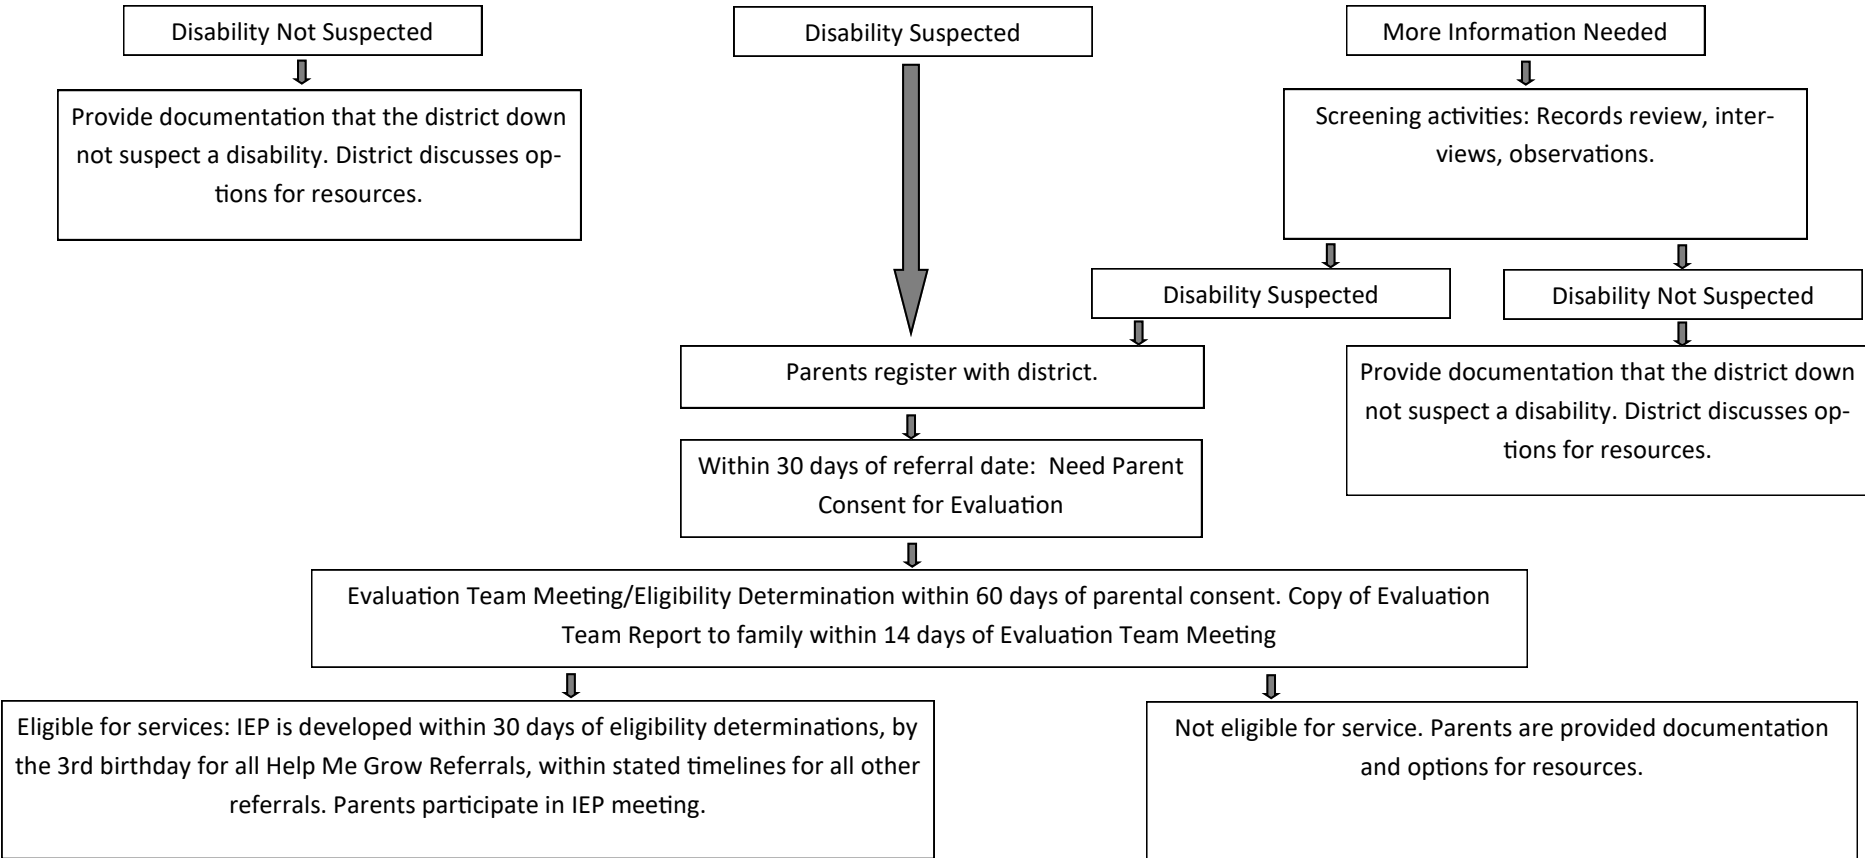 Disability Not Suspected
Disability Suspected
More Information Needed
Provide documentation that the district down
not suspect a disability. District discusses op-
tions for resources.
Screening activities: Records review, inter-
views, observations.
Disability Suspected
Disability Not Suspected
Parents register with district.
Provide documentation that the district down
not suspect a disability. District discusses op-
tions for resources.
Within 30 days of referral date:  Need Parent
Consent for Evaluation
Evaluation Team Meeting/Eligibility Determination within 60 days of parental consent. Copy of Evaluation
Team Report to family within 14 days of Evaluation Team Meeting
Eligible for services: IEP is developed within 30 days of eligibility determinations, by
the 3rd birthday for all Help Me Grow Referrals, within stated timelines for all other
referrals. Parents participate in IEP meeting.
Not eligible for service. Parents are provided documentation
and options for resources.